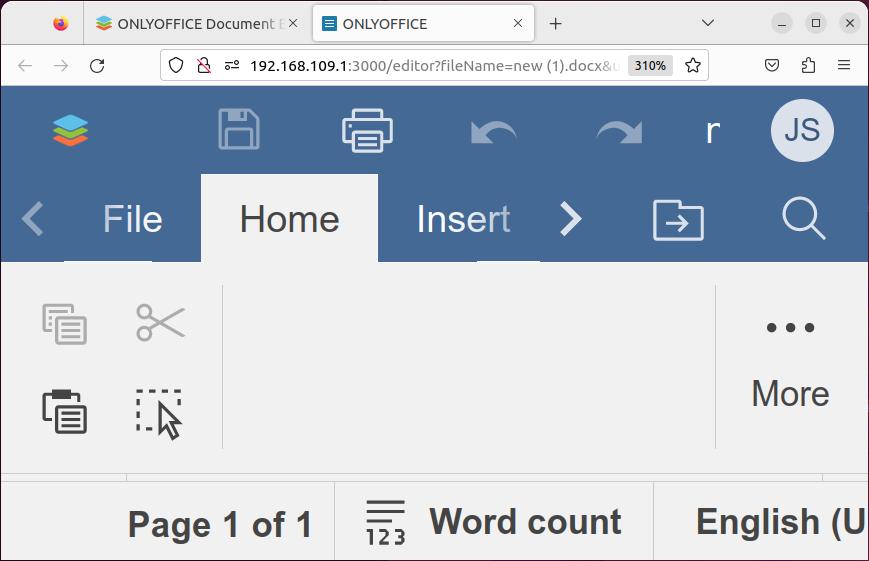 ONLYOFFICE Document E
ONLYOFFICE
192.168.109.1:3000/editor?fileName=new (1).docx&u
310%
r
JS
File
Home
Insert
More
Page 1 of 1
123
Word count
English (U